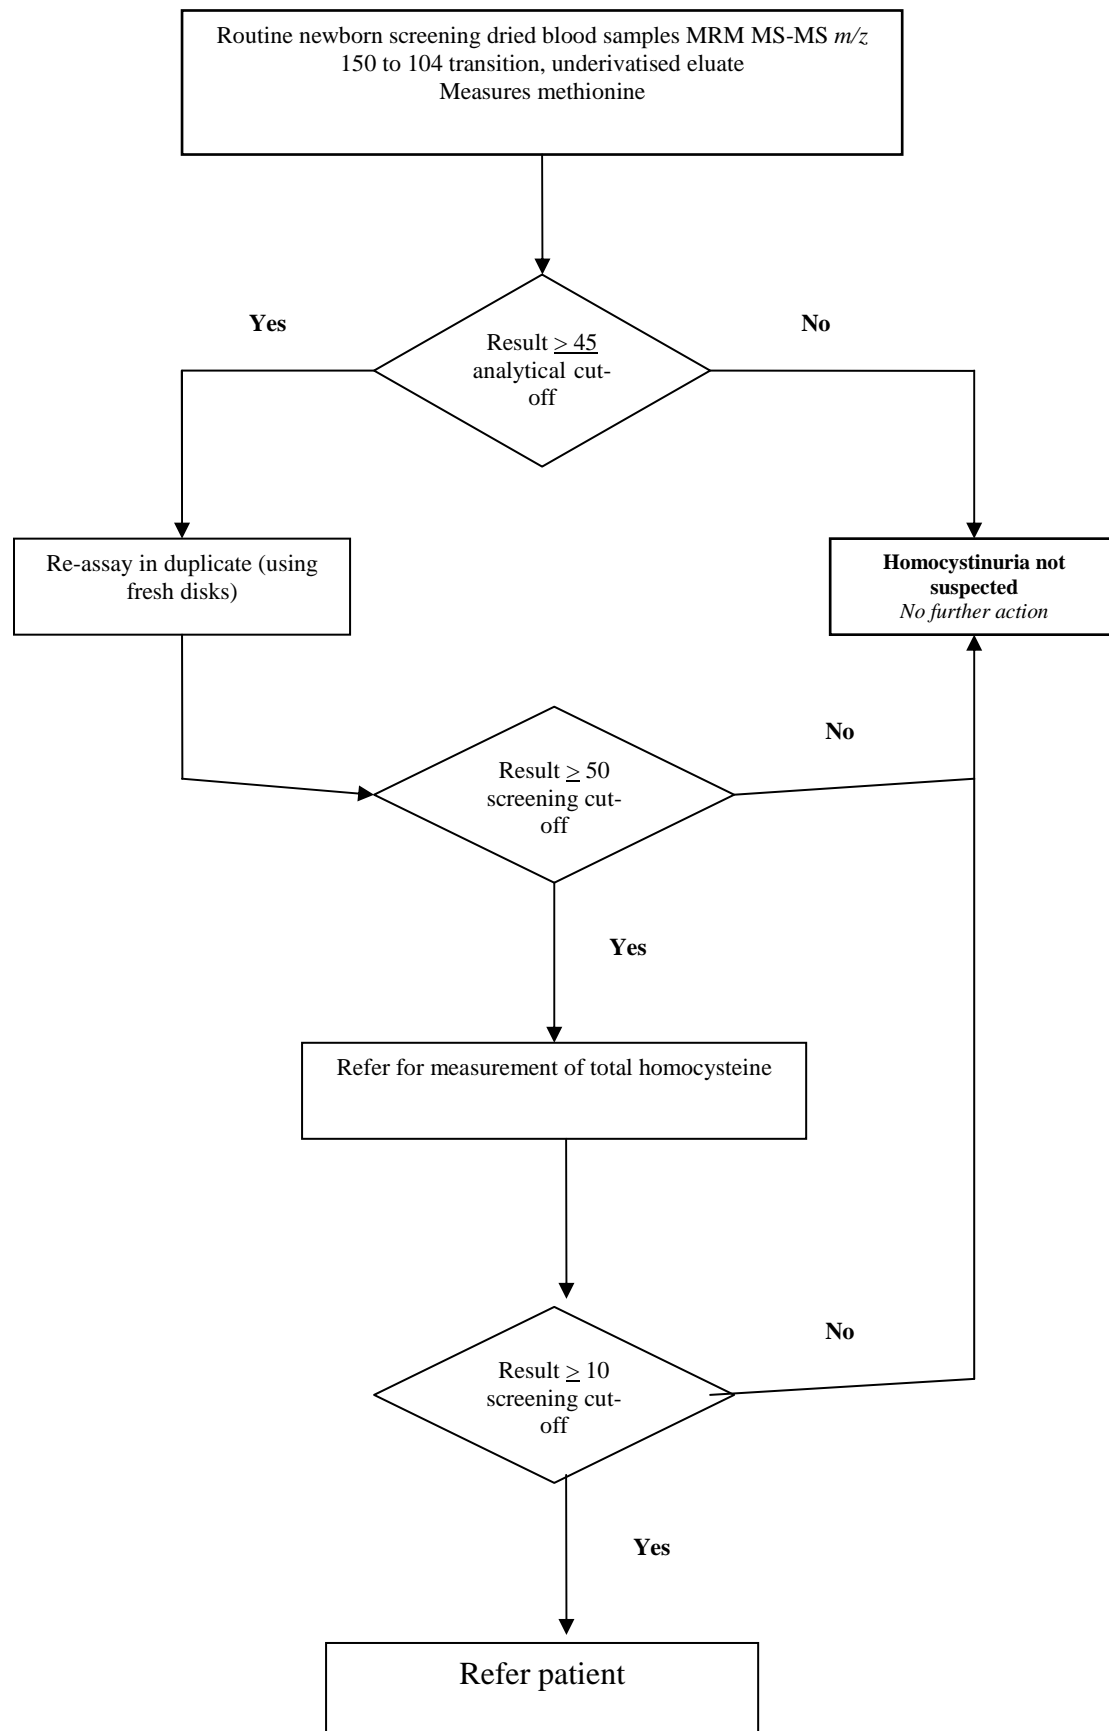 Routine newborn screening dried blood samples MRM MS-MS m/z
150 to 104 transition, underivatised eluate
Measures methionine
Yes
No
Result ≥ 45
analytical cut-
off
Re-assay in duplicate (using
fresh disks)
Homocystinuria not
suspected
No further action
No
Result ≥ 50
screening cut-
off
Yes
Refer for measurement of total homocysteine
No
Result ≥ 10
screening cut-
off
Yes
Refer patient